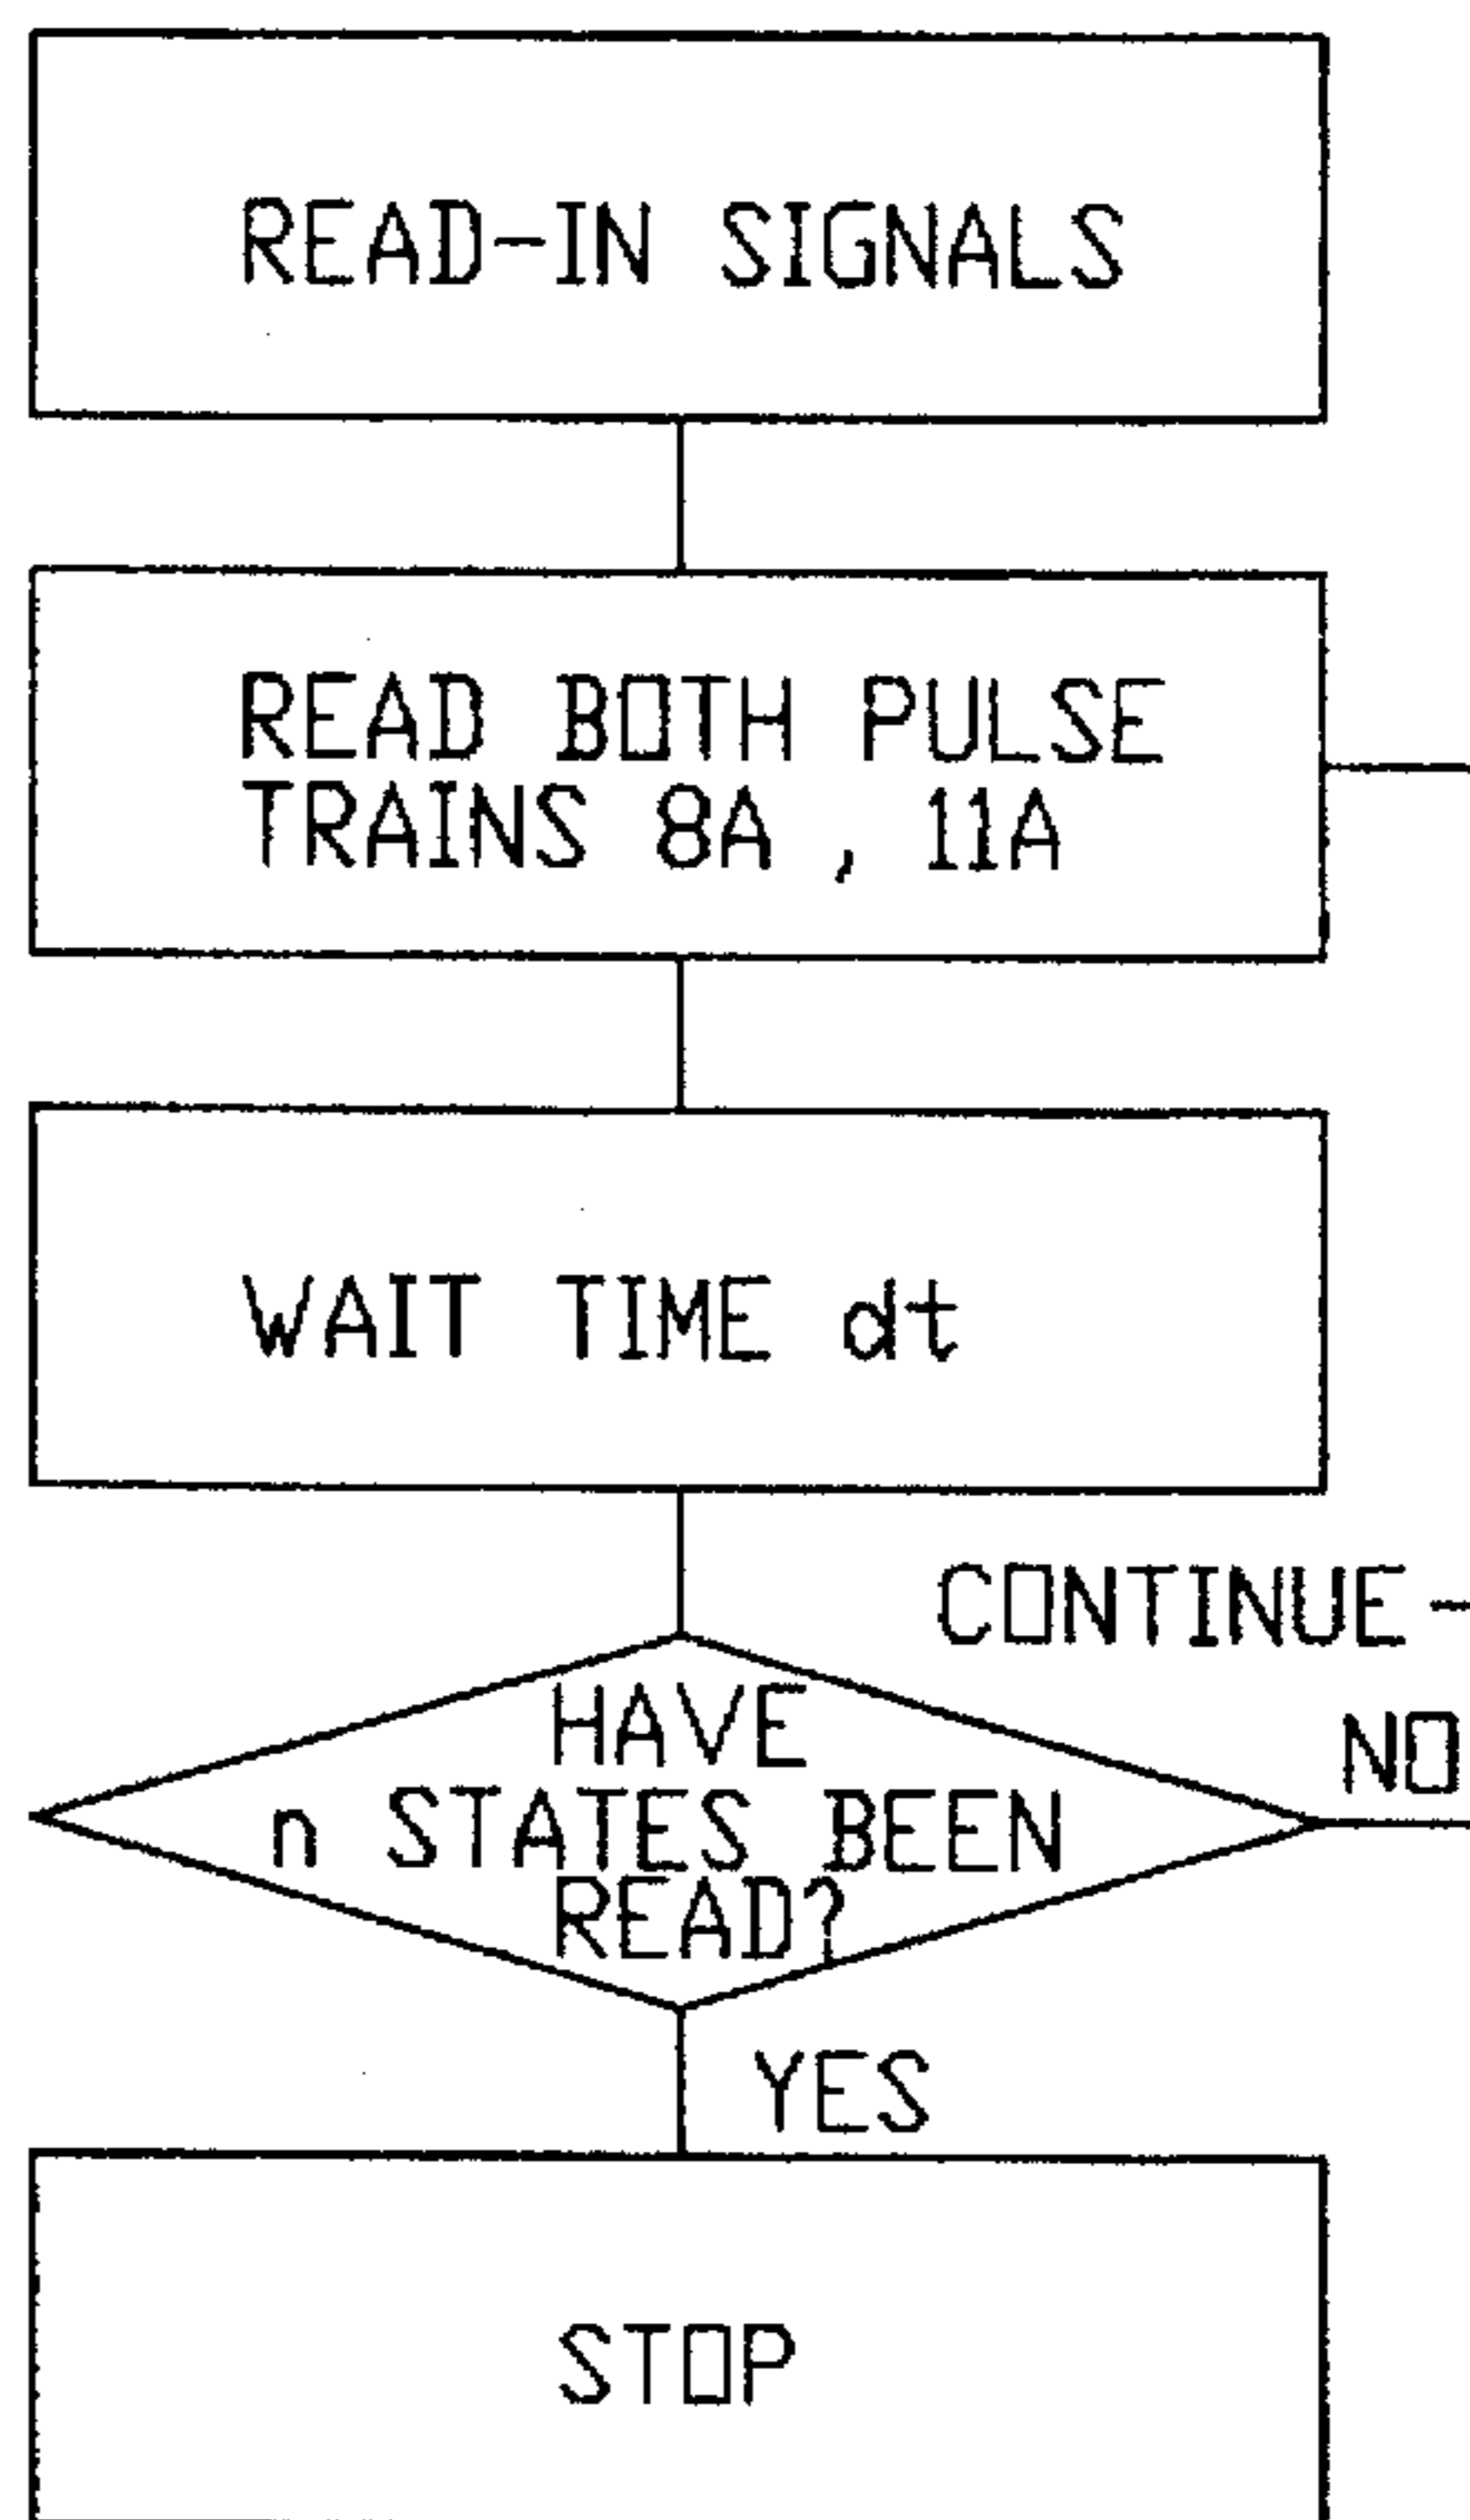 READ-IN SIGNALS
READ BOTH PULSE
TRAINS 8A , 11A
WAIT TIME dt
CONTINUE-
HAVE
NO
n STATES BEEN
READ?
YES
STOP